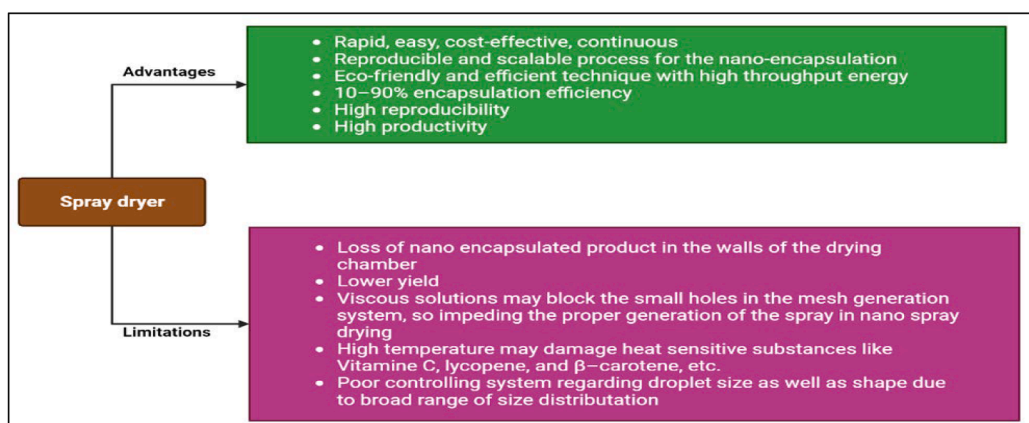 Advantages
• Rapid, easy, cost-effective, continuous
• Reproducible and scalable process for the nano-encapsulation
• Eco-friendly and efficient technique with high throughput energy
• 10–90% encapsulation efficiency
• High reproducibility
• High productivity
Spray dryer
Limitations
• Loss of nano encapsulated product in the walls of the drying
chamber
• Lower yield
• Viscous solutions may block the small holes in the mesh generation
system, so impeding the proper generation of the spray in nano spray
drying
• High temperature may damage heat sensitive substances like
Vitamine C, lycopene, and β–carotene, etc.
• Poor controlling system regarding droplet size as well as shape due
to broad range of size distributation